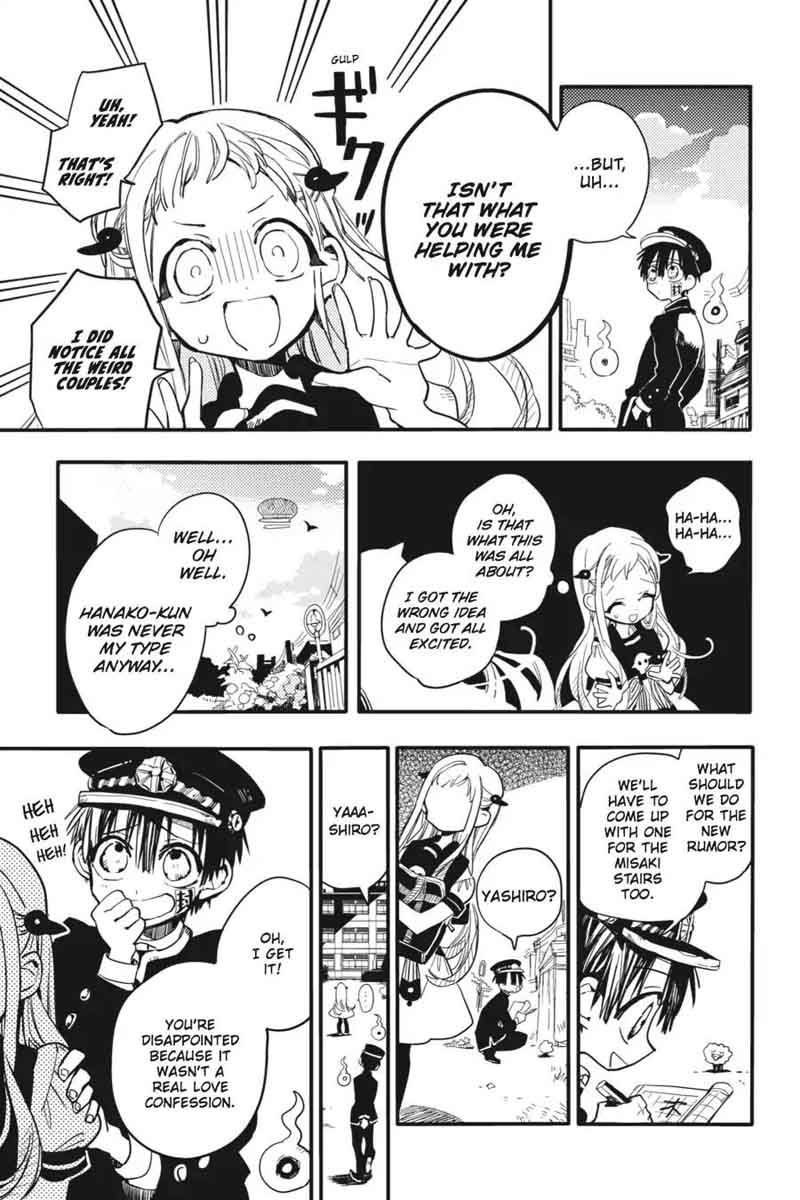 ...BUT,
UH...
ISN'T
THAT WHAT
YOU WERE
HELPING ME
WITH?
GULP
ギクッ
UH,
YEAH!
THAT'S
RIGHT!
I DID
NOTICE ALL
THE WEIRD
COUPLES!
HA-HA...
HA-HA...
OH,
IS THAT
WHAT THIS
WAS ALL
ABOUT?
I GOT THE
WRONG IDEA
AND GOT ALL
EXCITED.
WELL...
OH
WELL.
HANAKO-KUN
WAS NEVER
MY TYPE
ANYWAY...
WHAT
SHOULD
WE DO
FOR THE
NEW
RUMOR?
WE'LL
HAVE TO
COME UP
WITH ONE
FOR THE
MISAKI
STAIRS
TOO.
YASHIRO?
YAAA-
SHIRO?
HEH
HEH
HEH!
OH,
I GET
IT!
YOU'RE
DISAPPOINTED
BECAUSE IT
WASN'T A
REAL LOVE
CONFESSION.